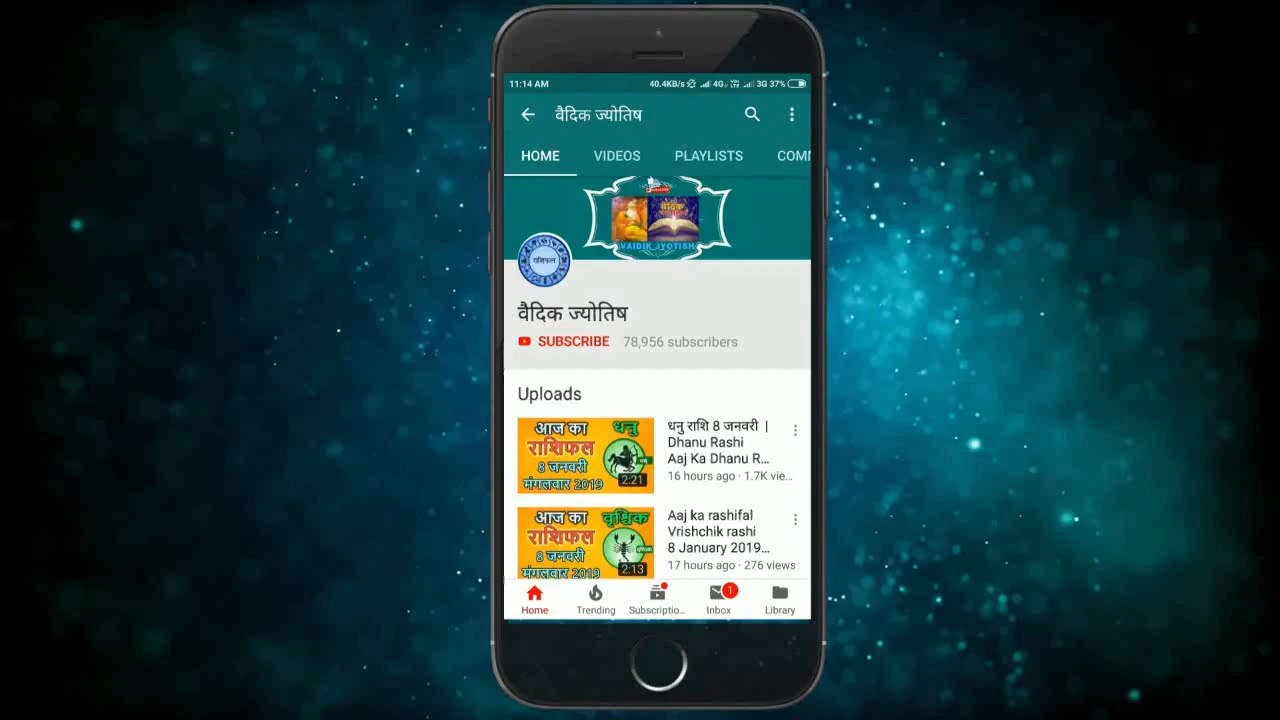 11:14 AM
40.4KB/s 4G 3G 37%
वैदिक ज्योतिष
HOME VIDEOS PLAYLISTS COMM
वैदिक
VAIDIK JYOTISH
राशिफल
वैदिक ज्योतिष
SUBSCRIBE 78,956 subscribers
Uploads
आज का धनु
राशिफल
8 जनवरी
मंगलवार 2019
2:21
धनु राशि 8 जनवरी |
Dhanu Rashi
Aaj Ka Dhanu R...
16 hours ago · 1.7K vie...
आज का वृश्चिक
राशिफल
8 जनवरी
मंगलवार 2019
2:13
Aaj ka rashifal
Vrishchik rashi
8 January 2019...
17 hours ago · 276 views
1
Home Trending Subscriptio... Inbox Library